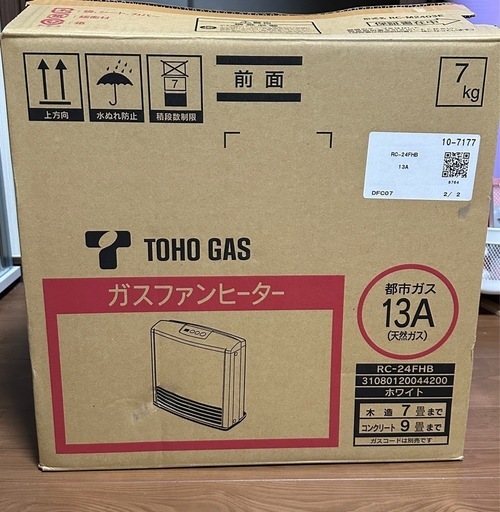 上方向
水ぬれ防止
7
積段数制限
前面
7
kg
10-7177
RC-24FHB
13A
8764
DFC07
2/ 2
TOHO GAS
ガスファンヒーター
都市ガス
13A
(天然ガス)
RC-24FHB
31080120044200
ホワイト
木造 7畳まで
コンクリート 9畳まで
ガスコードは別売です